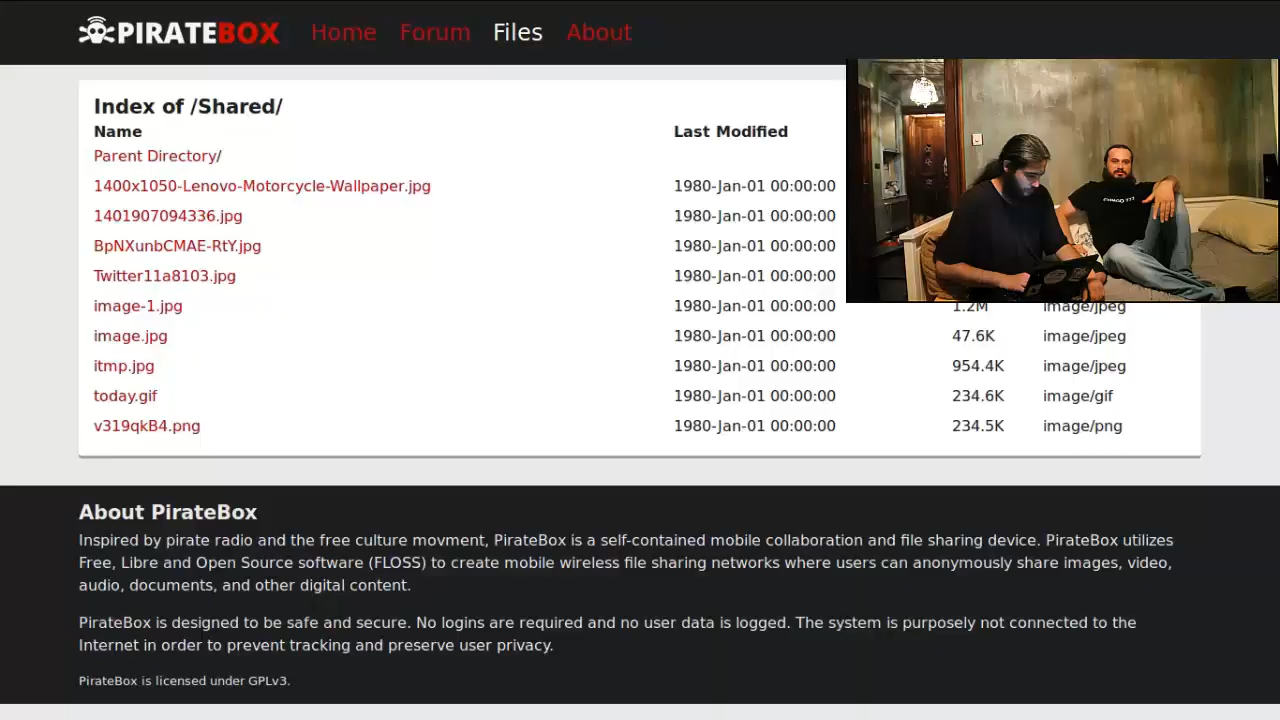 PIRATEBOX Home Forum Files About
Index of /Shared/
Name Last Modified
Parent Directory/
1400x1050-Lenovo-Motorcycle-Wallpaper.jpg 1980-Jan-01 00:00:00
1401907094336.jpg 1980-Jan-01 00:00:00
BpNXunbCMAE-RtY.jpg 1980-Jan-01 00:00:00
Twitter11a8103.jpg 1980-Jan-01 00:00:00
image-1.jpg 1980-Jan-01 00:00:00 1.2M image/jpeg
image.jpg 1980-Jan-01 00:00:00 47.6K image/jpeg
itmp.jpg 1980-Jan-01 00:00:00 954.4K image/jpeg
today.gif 1980-Jan-01 00:00:00 234.6K image/gif
v319qkB4.png 1980-Jan-01 00:00:00 234.5K image/png
About PirateBox
Inspired by pirate radio and the free culture movment, PirateBox is a self-contained mobile collaboration and file sharing device. PirateBox utilizes
Free, Libre and Open Source software (FLOSS) to create mobile wireless file sharing networks where users can anonymously share images, video,
audio, documents, and other digital content.
PirateBox is designed to be safe and secure. No logins are required and no user data is logged. The system is purposely not connected to the
Internet in order to prevent tracking and preserve user privacy.
PirateBox is licensed under GPLv3.